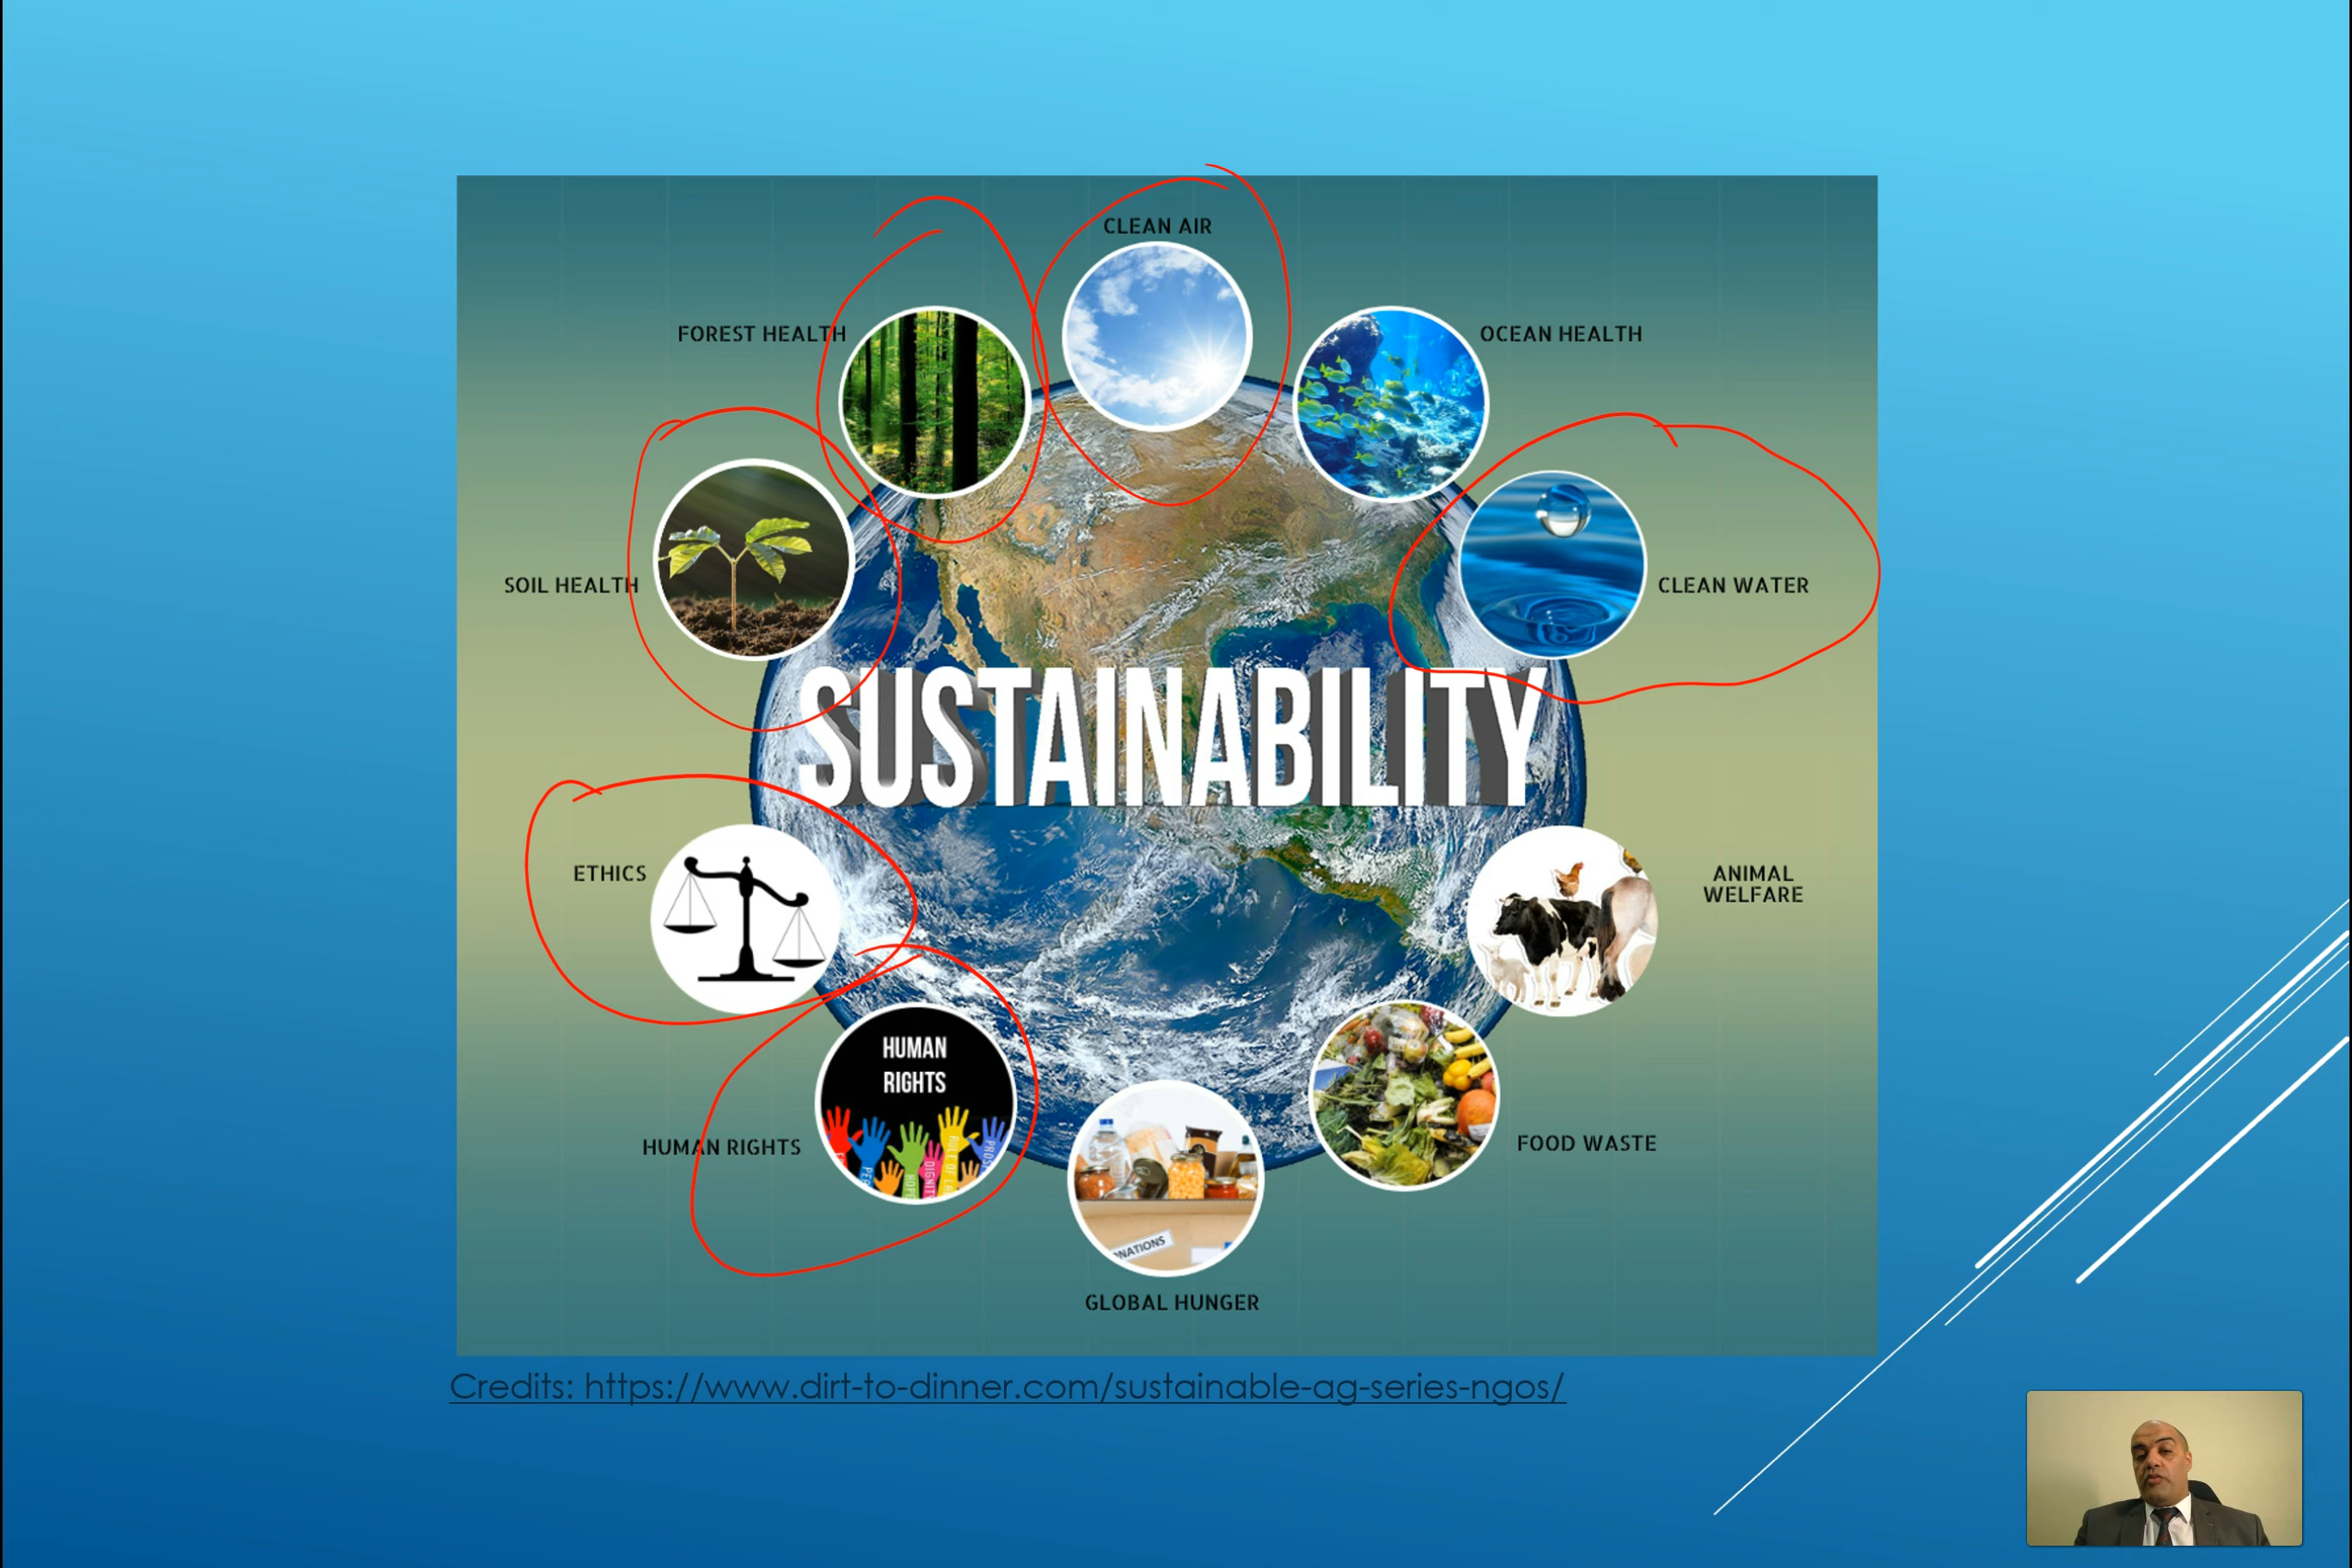 CLEAN AIR
FOREST HEALTH
OCEAN HEALTH
SOIL HEALTH
CLEAN WATER
SUSTAINABILITY
ETHICS
ANIMAL
WELFARE
HUMAN
RIGHTS
HUMAN RIGHTS
FOOD WASTE
GLOBAL HUNGER
Credits: https://www.dirt-to-dinner.com/sustainable-ag-series-ngos/